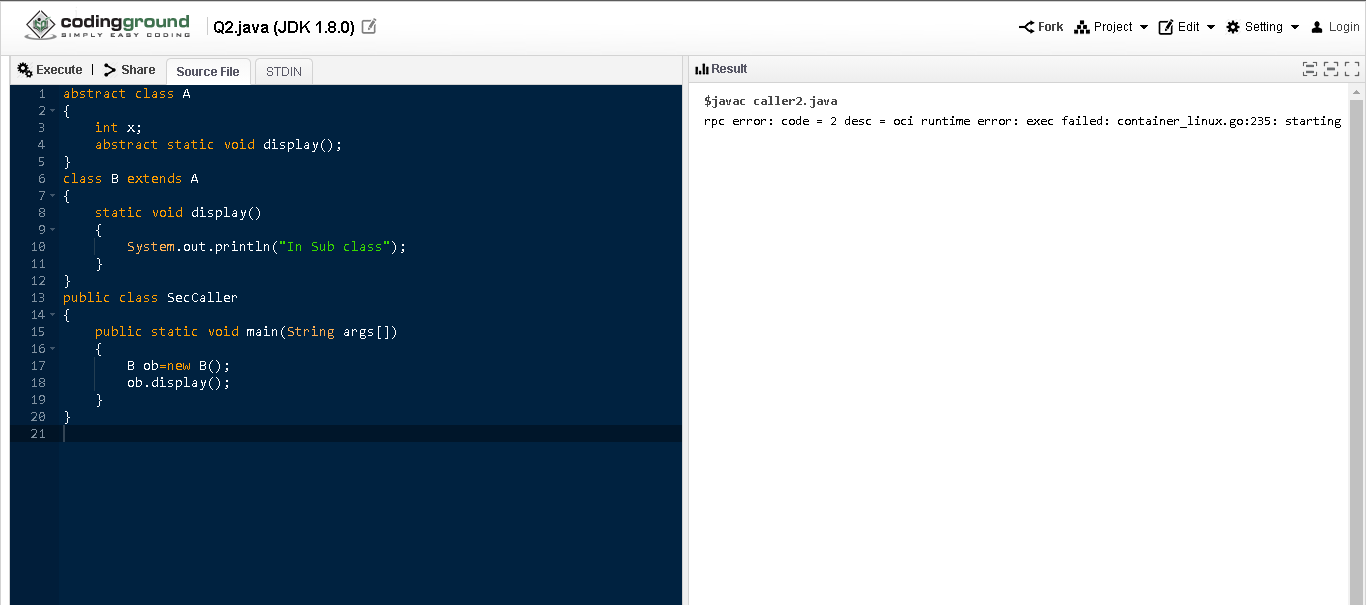 codingground
SIMPLY EASY CODING
Q2.java (JDK 1.8.0)
Fork Project Edit Setting Login
Execute | Share Source File STDIN
Result
1 abstract class A
2 {
3 int x;
4 abstract static void display();
5 }
6 class B extends A
7 {
8 static void display()
9 {
10 System.out.println("In Sub class");
11 }
12 }
13 public class SecCaller
14 {
15 public static void main(String args[])
16 {
17 B ob=new B();
18 ob.display();
19 }
20 }
21
$javac caller2.java
rpc error: code = 2 desc = oci runtime error: exec failed: container_linux.go:235: starting